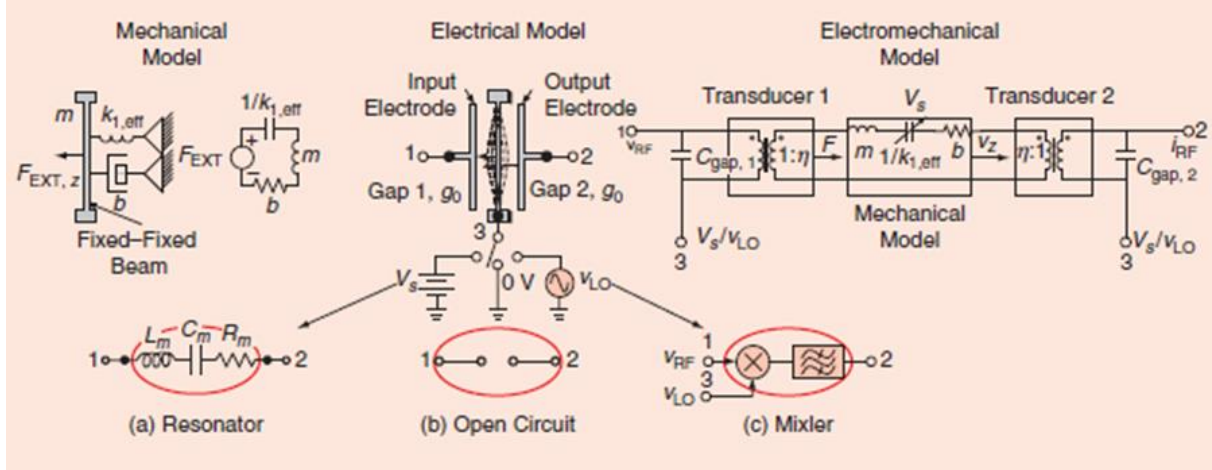 Mechanical
Model
Electrical Model
Electromechanical
Model
m
k1,eff
1/k1,eff
FEXT, z
b
FEXT
+
−
m
b
Fixed–Fixed
Beam
Input
Electrode
Output
Electrode
1
2
Gap 1, g0
Gap 2, g0
3
Vs
0 V
vLO
Transducer 1
Vs
Transducer 2
1
vRF
Cgap, 1
1:η
F
m
1/k1,eff
b
vz
η:1
2
iRF
Cgap, 2
Mechanical
Model
Vs/vLO
3
Vs/vLO
3
1
Lm
Cm
Rm
2
1
2
1
vRF
3
vLO
2
(a) Resonator
(b) Open Circuit
(c) Mixler